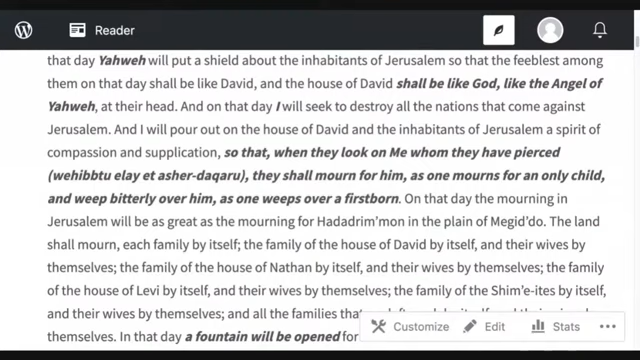 Reader
that day Yahweh will put a shield about the inhabitants of Jerusalem so that the feeblest among
them on that day shall be like David, and the house of David shall be like God, like the Angel of
Yahweh, at their head. And on that day I will seek to destroy all the nations that come against
Jerusalem. And I will pour out on the house of David and the inhabitants of Jerusalem a spirit of
compassion and supplication, so that, when they look on Me whom they have pierced
(wehibbtu elay et asher-daqaru), they shall mourn for him, as one mourns for an only child,
and weep bitterly over him, as one weeps over a firstborn. On that day the mourning in
Jerusalem will be as great as the mourning for Hadadrim’mon in the plain of Megid’do. The land
shall mourn, each family by itself; the family of the house of David by itself, and their wives by
themselves; the family of the house of Nathan by itself, and their wives by themselves; the family
of the house of Levi by itself, and their wives by themselves; the family of the Shim’e-ites by itself,
and their wives by themselves; and all the families
themselves. In that day a fountain will be opened for
Customize
Edit
Stats